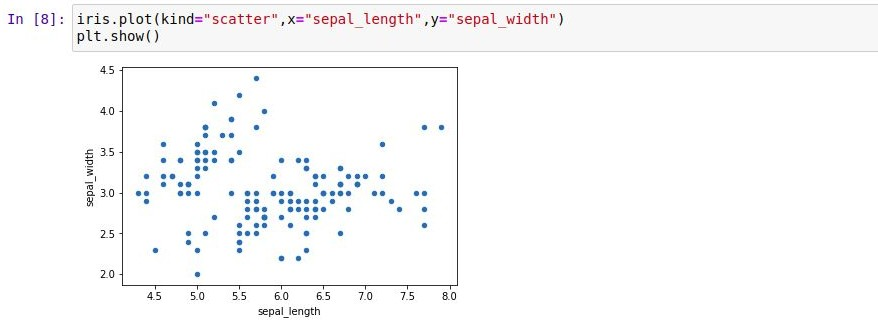 In [8]: iris.plot(kind="scatter",x="sepal_length",y="sepal_width")
plt.show()
4.5
4.0
3.5
3.0
2.5
2.0
sepal_width
4.5 5.0 5.5 6.0 6.5 7.0 7.5 8.0
sepal_length